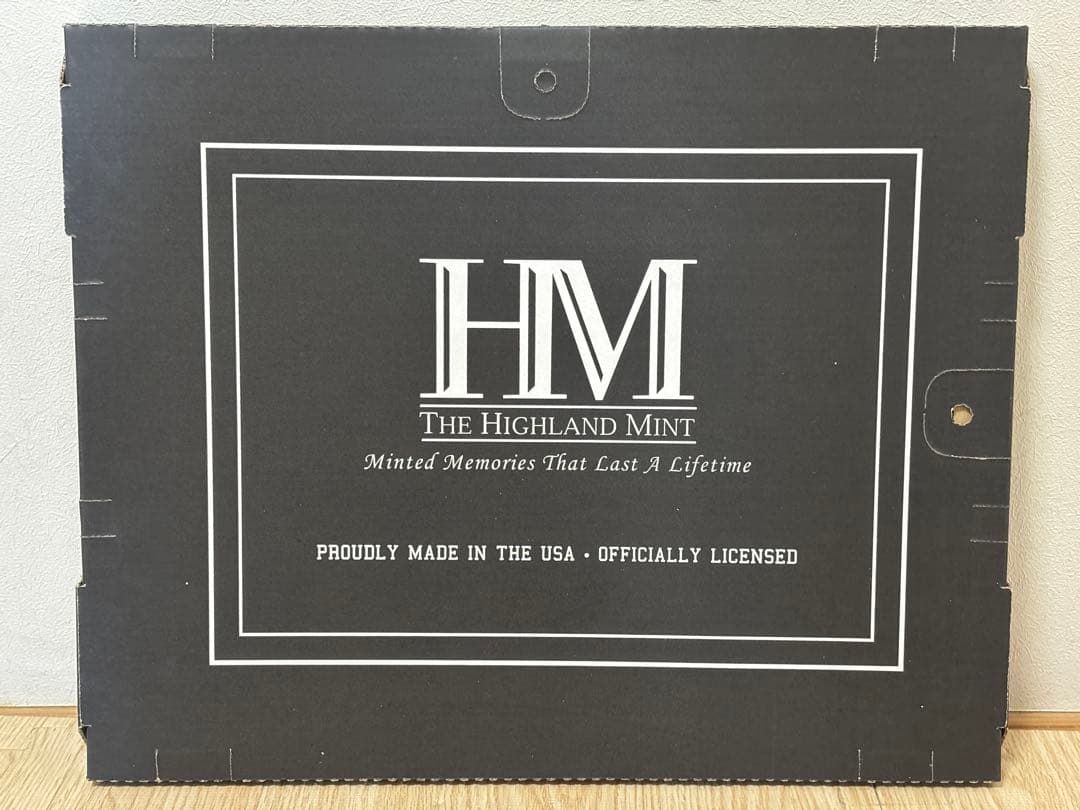 HM
THE HIGHLAND MINT
Minted Memories That Last A Lifetime
PROUDLY MADE IN THE USA • OFFICIALLY LICENSED